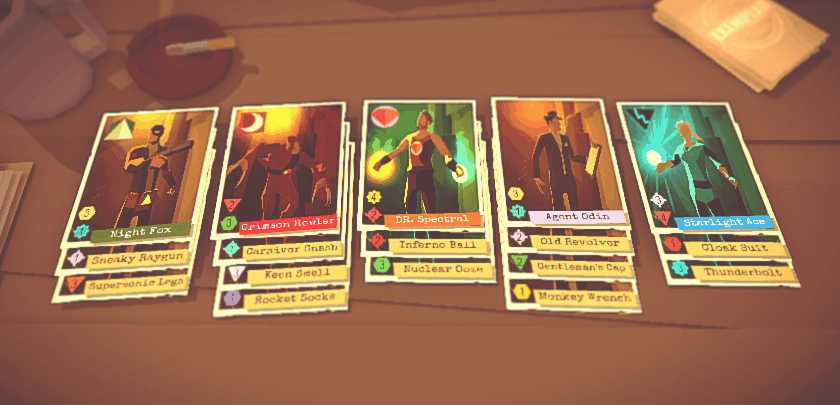 Night Fox
Sneaky Raygun
Supersonic Legs
Crimson Howler
Carnivor Gnash
Keen Smell
Rocket Socks
DR. Spectral
Inferno Ball
Nuclear Ooze
Agent Odin
Old Revolver
Gentleman's Cap
Monkey Wrench
Starlight Ace
Cloak Suit
Thunderbolt